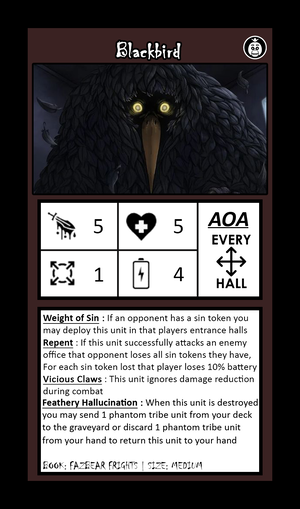 Blackbird
5
5
1
4
AOA
EVERY
HALL
Weight of Sin : If an opponent has a sin token you
may deploy this unit in that players entrance halls
Repent : If this unit successfully attacks an enemy
office that opponent loses all sin tokens they have,
For each sin token lost that player loses 10% battery
Vicious Claws : This unit ignores damage reduction
during combat
Feathery Hallucination : When this unit is destroyed
you may send 1 phantom tribe unit from your deck
to the graveyard or discard 1 phantom tribe unit
from your hand to return this unit to your hand
BOOK: FAZBEAR FRIGHTS | SIZE: MEDIUM